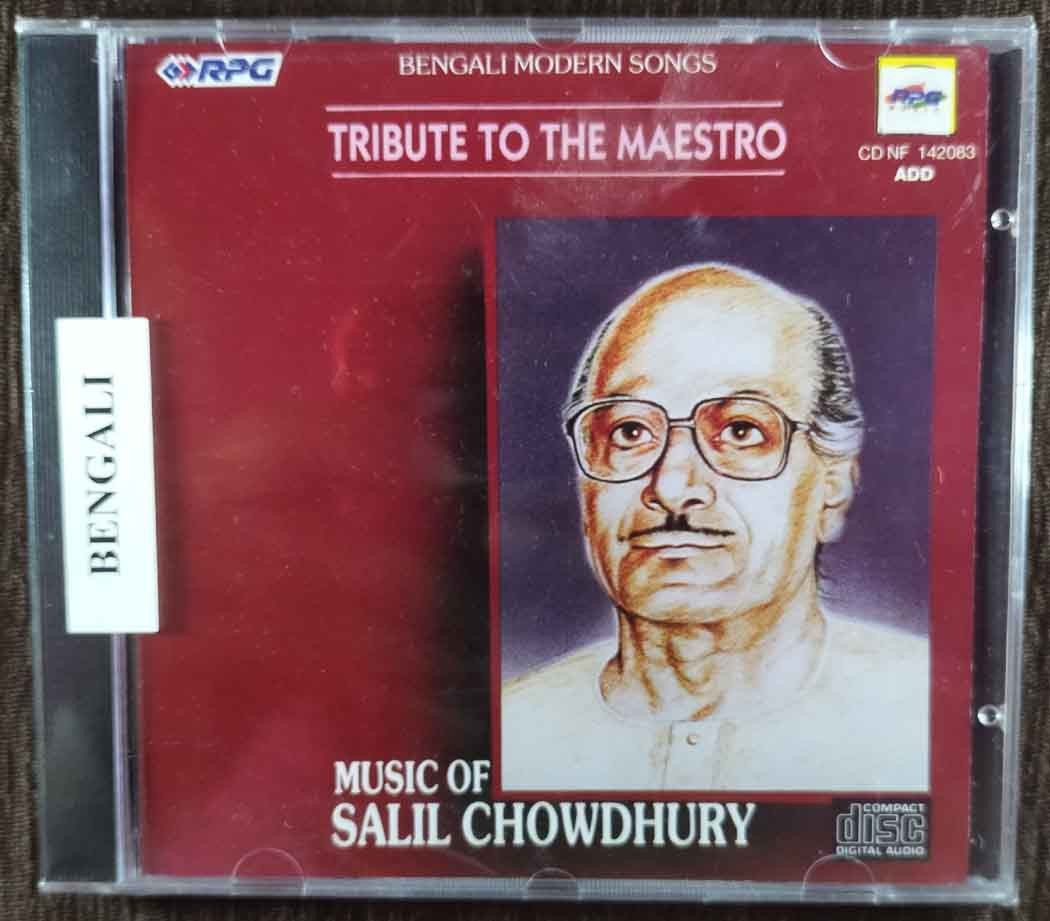 RPG
BENGALI MODERN SONGS
TRIBUTE TO THE MAESTRO
RPG
CD NF 142083
ADD
BENGALI
MUSIC OF
SALIL CHOWDHURY
COMPACT
disc
DIGITAL AUDIO